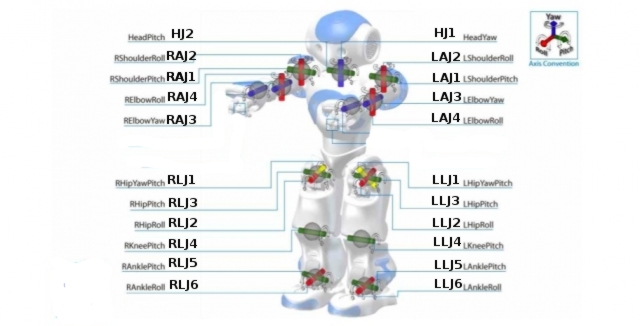 HeadPitch HJ2
HJ1 HeadYaw
RShoulderRoll RAJ2
LAJ2 LShoulderRoll
RShoulderPitch RAJ1
LAJ1 LShoulderPitch
RElbowRoll RAJ4
LAJ3 LElbowYaw
RElbowYaw RAJ3
LAJ4 LElbowRoll
Yaw
Roll
Pitch
Axis Convention
RHipYawPitch RLJ1
LLJ1 LHipYawPitch
RHipPitch RLJ3
LLJ3 LHipPitch
RHipRoll RLJ2
LLJ2 LHipRoll
RKneePitch RLJ4
LLJ4 LKneePitch
RAnklePitch RLJ5
LLJ5 LAnklePitch
RAnkleRoll RLJ6
LLJ6 LAnkleRoll